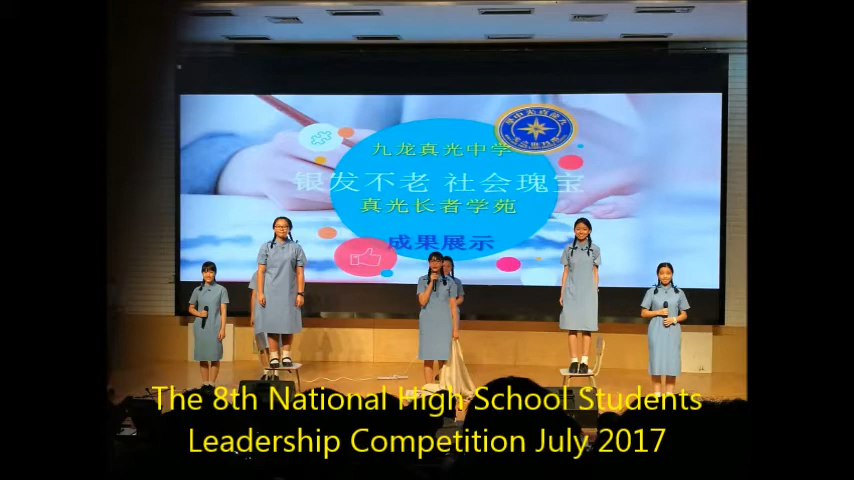 九龙真光中学
银发不老 社会瑰宝
真光长者学苑
成果展示
The 8th National High School Students
Leadership Competition July 2017